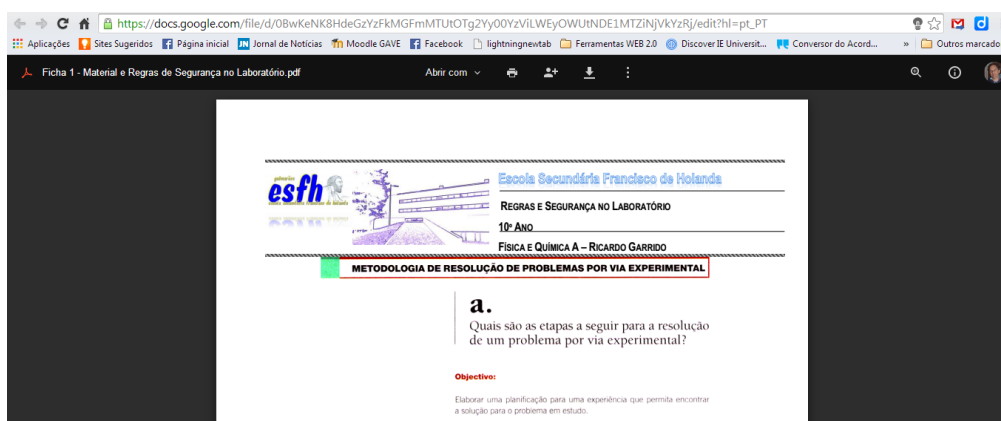 https://docs.google.com/file/d/0BwKeNK8HdeGzYzFkMGFmMTUtOTg2Yy00YzViLWEyOWUtNDE1MTZiNjVkYzRj/edit?hl=pt_PT
Aplicações Sites Sugeridos Página inicial JN Jornal de Notícias Moodle GAVE Facebook lightningnewtab Ferramentas WEB 2.0 Discover IE Universit... Conversor do Acord... » Outros marcado
Ficha 1 - Material e Regras de Segurança no Laboratório.pdf Abrir com
esfh
Escola Secundária Francisco de Holanda
REGRAS E SEGURANÇA NO LABORATÓRIO
10º ANO
FÍSICA E QUÍMICA A – RICARDO GARRIDO
METODOLOGIA DE RESOLUÇÃO DE PROBLEMAS POR VIA EXPERIMENTAL
a.
Quais são as etapas a seguir para a resolução
de um problema por via experimental?
Objectivo:
Elaborar uma planificação para uma experiência que permita encontrar
a solução para o problema em estudo.